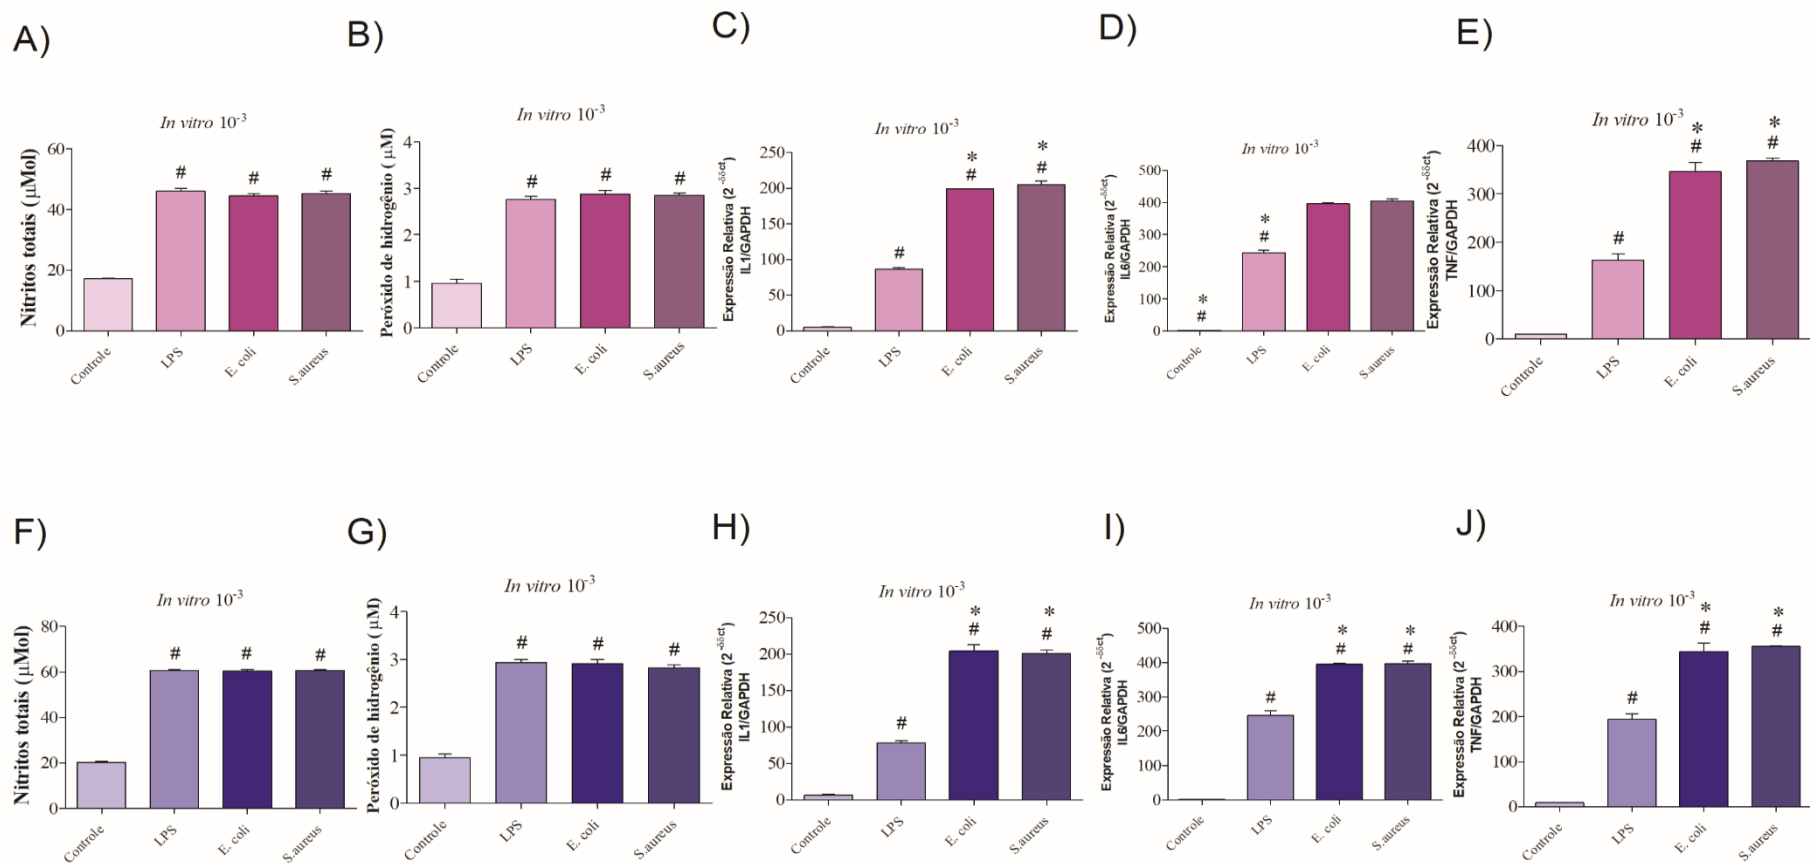 A)
In vitro 10⁻³
Nitritos totais (μMol)
60
40
20
0
# # #
Controle
LPS
E. coli
S.aureus
B)
In vitro 10⁻³
Peróxido de hidrogênio ( μM)
4
3
2
1
0
# # #
Controle
LPS
E. coli
S.aureus
C)
In vitro 10⁻³
Expressão Relativa (2⁻ᵟᵟᶜᵗ)
IL1/GAPDH
250
200
150
100
50
0
* *
# # #
Controle
LPS
E. coli
S.aureus
D)
In vitro 10⁻³
Expressão Relativa (2⁻ᵟᵟᶜᵗ)
IL6/GAPDH
500
400
300
200
100
0
* *
# #
Controle
LPS
E. coli
S.aureus
E)
In vitro 10⁻³
Expressão Relativa (2⁻ᵟᵟᶜᵗ)
TNF/GAPDH
400
300
200
100
0
* *
# # #
Controle
LPS
E. coli
S.aureus
F)
In vitro 10⁻³
Nitritos totais (μMol)
80
60
40
20
0
# # #
Controle
LPS
E. coli
S.aureus
G)
In vitro 10⁻³
Peróxido de hidrogênio ( μM)
4
3
2
1
0
# # #
Controle
LPS
E. coli
S.aureus
H)
In vitro 10⁻³
Expressão Relativa (2⁻ᵟᵟᶜᵗ)
IL1/GAPDH
250
200
150
100
50
0
* *
# # #
Controle
LPS
E. coli
S.aureus
I)
In vitro 10⁻³
Expressão Relativa (2⁻ᵟᵟᶜᵗ)
IL6/GAPDH
500
400
300
200
100
0
* *
# # #
Controle
LPS
E. coli
S.aureus
J)
In vitro 10⁻³
Expressão Relativa (2⁻ᵟᵟᶜᵗ)
TNF/GAPDH
400
300
200
100
0
* *
# # #
Controle
LPS
E. coli
S.aureus